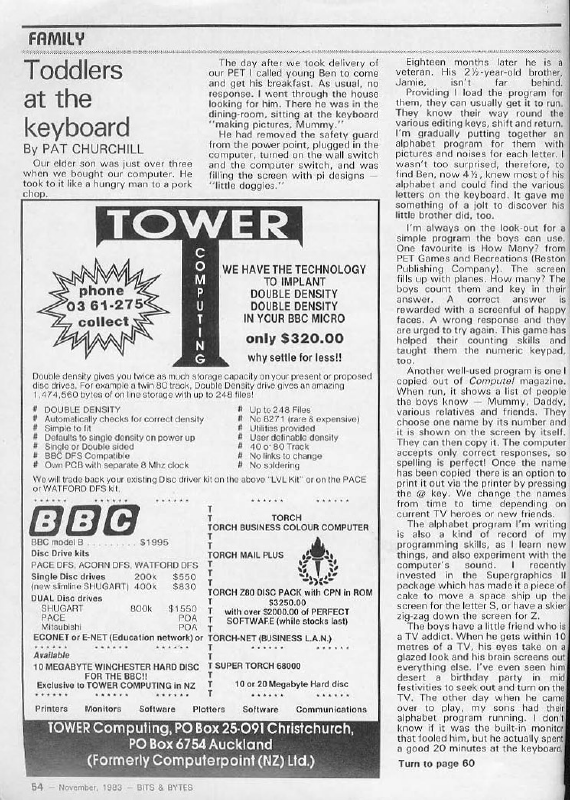 FAMILY
Toddlers
at the
keyboard
By PAT CHURCHILL
Our elder son was just over three
when we bought our computer. He
took to it like a hungry man to a pork
chop.
The day after we took delivery of
our PET I called young Ben to come
and get his breakfast. As usual, no
response. I went through the house
looking for him. There he was in the
dining-room, sitting at the keyboard
"making pictures, Mummy."
He had removed the safety guard
from the power point, plugged in the
computer, turned on the wall switch
and the computer switch, and was
filling the screen with pi designs —
"little doggies."
Eighteen months later he is a
veteran. His 2½-year-old brother,
Jamie, isn't far behind.
Providing I load the program for
them, they can usually get it to run.
They know their way round the
various editing keys, shift and return.
I'm gradually putting together an
alphabet program for them with
pictures and noises for each letter. I
wasn't too surprised, therefore, to
find Ben, now 4½, knew most of his
alphabet and could find the various
letters on the keyboard. It gave me
something of a jolt to discover his
little brother did, too.
I'm always on the look-out for a
simple program the boys can use.
One favourite is How Many? from
PET Games and Recreations (Reston
Publishing Company). The screen
fills up with planes. How many? The
boys count them and key in their
answer. A correct answer is
rewarded with a screenful of happy
faces. A wrong response and they
are urged to try again. This game has
helped their counting skills and
taught them the numeric keypad,
too.
Another well-used program is one I
copied out of Compute! magazine.
When run, it shows a list of people
the boys know — Mummy, Daddy,
various relatives and friends. They
choose one name by its number and
it is shown on the screen by itself.
They can then copy it. The computer
accepts only correct responses, so
spelling is perfect! Once the name
has been copied there is an option to
print it out via the printer by pressing
the @ key. We change the names
from time to time depending on
current TV heroes or new friends.
The alphabet program I'm writing
is also a kind of record of my
programming skills, as I learn new
things, and also experiment with the
computer's sound. I recently
invested in the Supergraphics II
package which has made it a piece of
cake to move a space ship up the
screen for the letter S, or have a skier
zig-zag down the screen for Z.
The boys have a little friend who is
a TV addict. When he gets within 10
metres of a TV, his eyes take on a
glazed look and his brain screens out
everything else. I've even seen him
desert a birthday party in mid
festivities to seek out and turn on the
TV. The other day when he came
over to play, my sons had their
alphabet program running. I don't
know if it was the built-in monitor
that fooled him, but he actually spent
a good 20 minutes at the keyboard.
Turn to page 60
TOWER
COMPUTING
phone
03 61-275
collect
WE HAVE THE TECHNOLOGY
TO IMPLANT
DOUBLE DENSITY
DOUBLE DENSITY
IN YOUR BBC MICRO
only $320.00
why settle for less!!
Double density gives you twice as much storage capacity on your present or proposed
disc drives. For example a twin 80 track, Double Density drive gives an amazing
1,474,560 bytes of on line storage with up to 248 files!
# DOUBLE DENSITY
# Automatically checks for correct density
# Simple to fit
# Defaults to single density on power up
# Single or Double sided
# BBC DFS Compatible
# Own PCB with separate 8 Mhz clock
# Up to 248 Files
# No 8271 (rare & expensive)
# Utilities provided
# User definable density
# 40 or 80 Track
# No links to change
# No soldering
We will trade back your existing Disc driver kit on the above "LVL Kit" or on the PACE
or WATFORD DFS kit.
BBC
BBC model B . . . . . . . . . $1995
Disc Drive kits
PACE DFS, ACORN DFS, WATFORD DFS
Single Disc drives 200k $550
(new slimline SHUGART) 400k $830
DUAL Disc drives
SHUGART 800k $1550
PACE POA
Mitsubishi POA
ECONET or E-NET (Education network) or
Available
10 MEGABYTE WINCHESTER HARD DISC
FOR THE BBC!!
Exclusive to TOWER COMPUTING in NZ
TORCH
TORCH BUSINESS COLOUR COMPUTER
TORCH MAIL PLUS
TORCH Z80 DISC PACK with CPN in ROM
$3250.00
with over $2000.00 of PERFECT
SOFTWARE (while stocks last)
TORCH-NET (BUSINESS L.A.N.)
SUPER TORCH 68000
10 or 20 Megabyte Hard disc
Printers Monitors Software Plotters Software Communications
TOWER Computing, PO Box 25-091 Christchurch,
PO Box 6754 Auckland
(Formerly Computerpoint (NZ) Ltd.)
54 — November, 1983 — BITS & BYTES